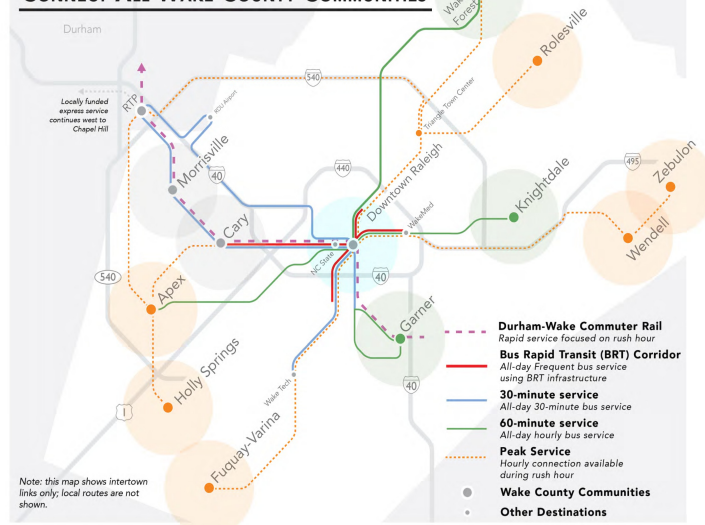 CONNECT ALL WAKE COUNTY COMMUNITIES
Durham
Wake
Forest
Rolesville
540
Triangle Town Center
Locally funded
express service
continues west to
Chapel Hill
RTP
RDU Airport
Morrisville
40
440
Downtown Raleigh
WakeMed
Knightdale
495
Zebulon
Wendell
Cary
NC State
40
540
Apex
Garner
40
Holly Springs
Wake Tech
1
Fuquay-Varina
Durham-Wake Commuter Rail
Rapid service focused on rush hour
Bus Rapid Transit (BRT) Corridor
All-day Frequent bus service
using BRT infrastructure
30-minute service
All-day 30-minute bus service
60-minute service
All-day hourly bus service
Peak Service
Hourly connection available
during rush hour
Wake County Communities
Other Destinations
Note: this map shows intertown
links only; local routes are not
shown.